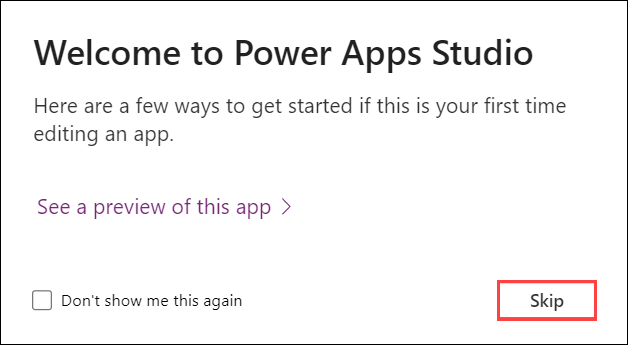 Welcome to Power Apps Studio
Here are a few ways to get started if this is your first time
editing an app.
See a preview of this app
Don't show me this again
Skip